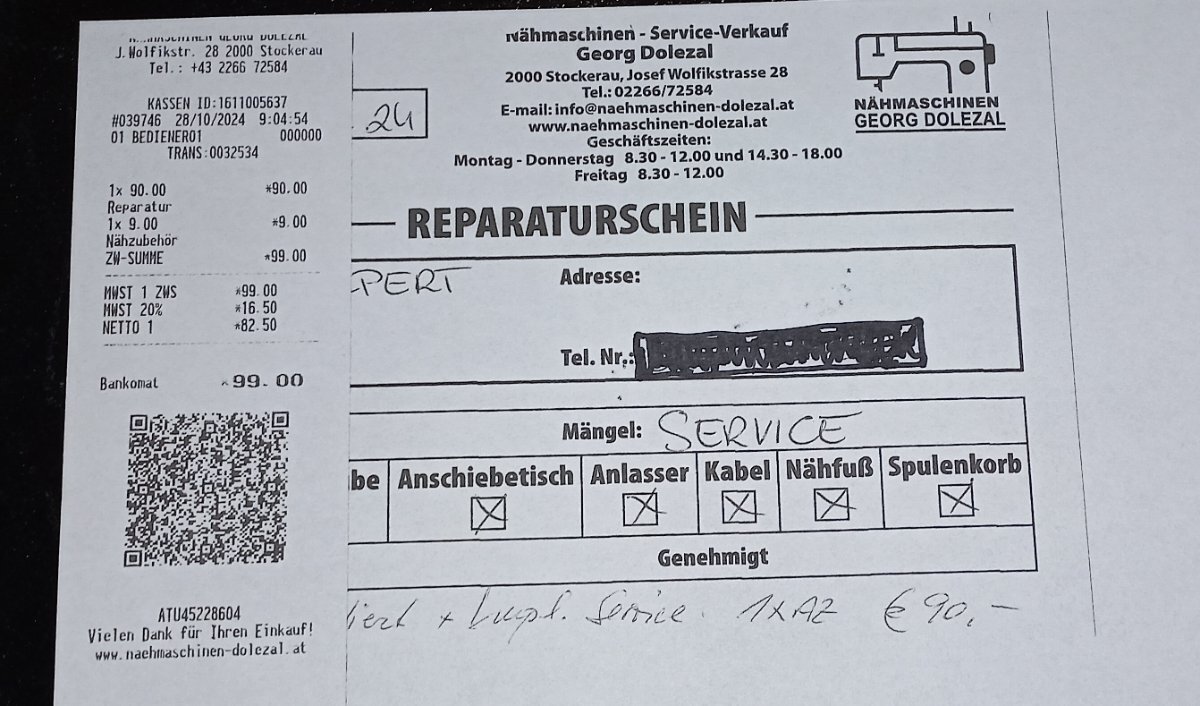 NÄHMASCHINEN GEORG DOLEZAL
J. Wolfikstr. 28 2000 Stockerau
Tel.: +43 2266 72584
KASSEN ID:1611005637
#039746 28/10/2024 9:04:54
01 BEDIENER01 000000
TRANS:0032534
1x 90.00 *90.00
Reparatur
1x 9.00 *9.00
Nähzubehör
ZW-SUMME *99.00
MWST 1 ZWS *99.00
MWST 20% *16.50
NETTO 1 *82.50
Bankomat *99.00
ATU45228604
Vielen Dank für Ihren Einkauf!
www.naehmaschinen-dolezal.at
Nähmaschinen - Service-Verkauf
Georg Dolezal
2000 Stockerau, Josef Wolfikstrasse 28
Tel.: 02266/72584
E-mail: info@naehmaschinen-dolezal.at
www.naehmaschinen-dolezal.at
Geschäftszeiten:
Montag - Donnerstag 8.30 - 12.00 und 14.30 - 18.00
Freitag 8.30 - 12.00
NÄHMASCHINEN
GEORG DOLEZAL
. 24
REPARATURSCHEIN
PERT Adresse:
Tel. Nr.:
Mängel: SERVICE
be Anschiebetisch Anlasser Kabel Nähfuß Spulenkorb
Genehmigt
Service. 1xAZ € 90,-